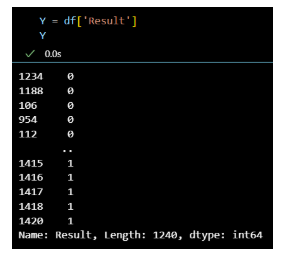 Y = df['Result']
Y
✓ 0.0s
1234 0
1188 0
106 0
954 0
112 0
..
1415 1
1416 1
1417 1
1418 1
1420 1
Name: Result, Length: 1240, dtype: int64